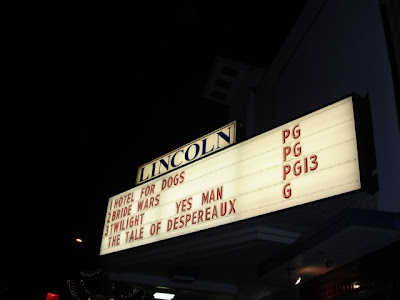 LINCOLN
1 HOTEL FOR DOGS PG
2 BRIDE WARS PG
3 TWILIGHT YES MAN PG13
THE TALE OF DESPEREAUX G